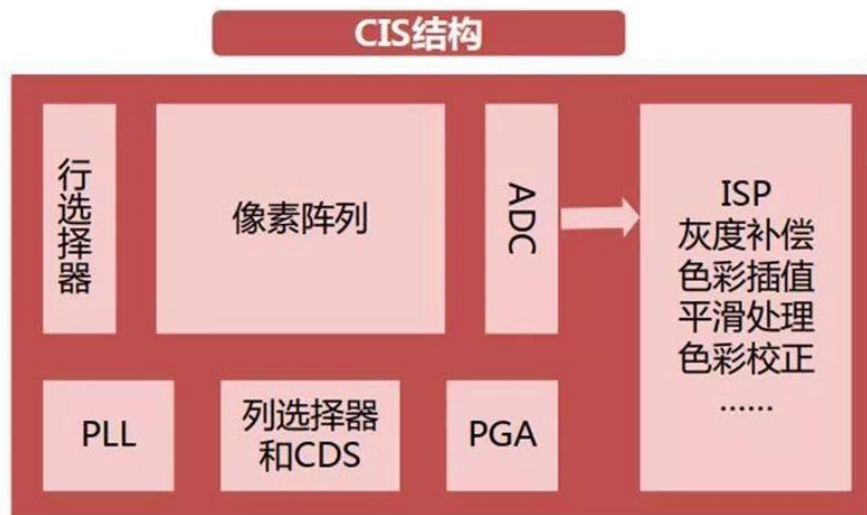 CIS结构
行选择器
像素阵列
ADC
ISP
灰度补偿
色彩插值
平滑处理
色彩校正
……
PLL
列选择器
和CDS
PGA